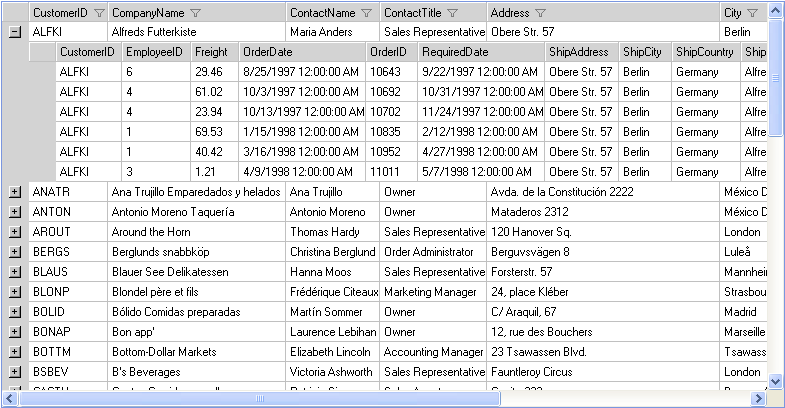 CustomerID CompanyName ContactName ContactTitle Address City
ALFKI Alfreds Futterkiste Maria Anders Sales Representative Obere Str. 57 Berlin
CustomerID EmployeeID Freight OrderDate OrderID RequiredDate ShipAddress ShipCity ShipCountry Ship
ALFKI 6 29.46 8/25/1997 12:00:00 AM 10643 9/22/1997 12:00:00 AM Obere Str. 57 Berlin Germany Alfre
ALFKI 4 61.02 10/3/1997 12:00:00 AM 10692 10/31/1997 12:00:00 AM Obere Str. 57 Berlin Germany Alfre
ALFKI 4 23.94 10/13/1997 12:00:00 AM 10702 11/24/1997 12:00:00 AM Obere Str. 57 Berlin Germany Alfre
ALFKI 1 69.53 1/15/1998 12:00:00 AM 10835 2/12/1998 12:00:00 AM Obere Str. 57 Berlin Germany Alfre
ALFKI 1 40.42 3/16/1998 12:00:00 AM 10952 4/27/1998 12:00:00 AM Obere Str. 57 Berlin Germany Alfre
ALFKI 3 1.21 4/9/1998 12:00:00 AM 11011 5/7/1998 12:00:00 AM Obere Str. 57 Berlin Germany Alfre
ANATR Ana Trujillo Emparedados y helados Ana Trujillo Owner Avda. de la Constitución 2222 México D
ANTON Antonio Moreno Taquería Antonio Moreno Owner Mataderos 2312 México D
AROUT Around the Horn Thomas Hardy Sales Representative 120 Hanover Sq. London
BERGS Berglunds snabbköp Christina Berglund Order Administrator Berguvsvägen 8 Luleå
BLAUS Blauer See Delikatessen Hanna Moos Sales Representative Forsterstr. 57 Mannhei
BLONP Blondel père et fils Frédérique Citeaux Marketing Manager 24, place Kléber Strasbou
BOLID Bólido Comidas preparadas Martín Sommer Owner C/ Araquil, 67 Madrid
BONAP Bon app' Laurence Lebihan Owner 12, rue des Bouchers Marseille
BOTTM Bottom-Dollar Markets Elizabeth Lincoln Accounting Manager 23 Tsawassen Blvd. Tsawass
BSBEV B's Beverages Victoria Ashworth Sales Representative Fauntleroy Circus London